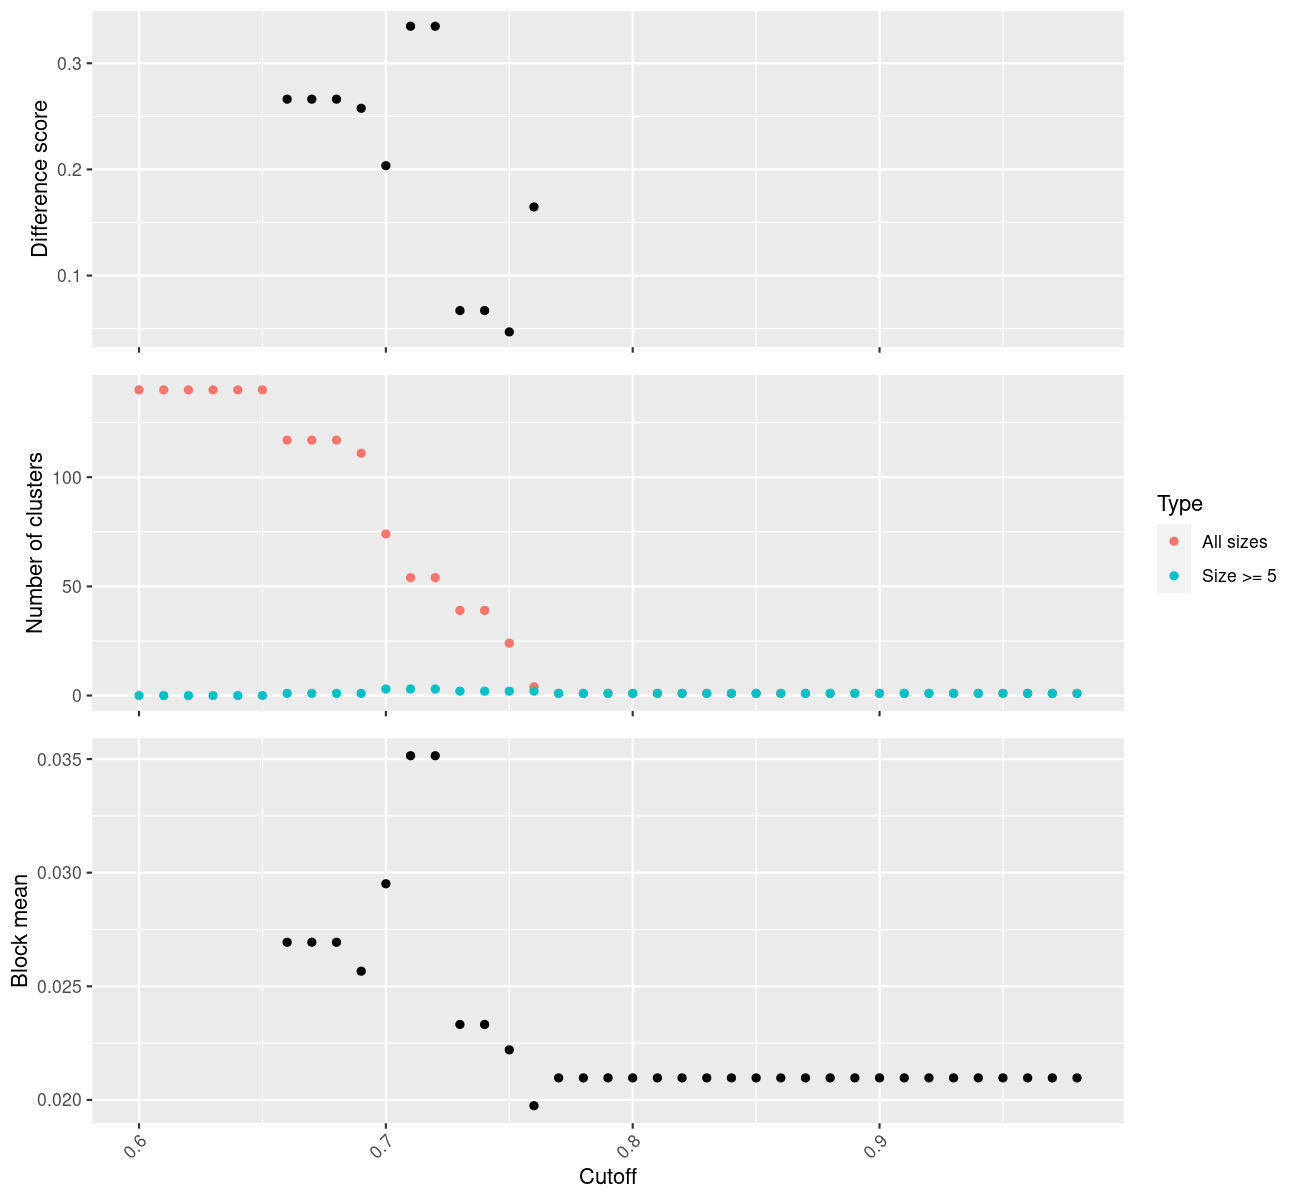 0.3
0.2
0.1
Difference score
100
50
0
Number of clusters
Type
All sizes
Size >= 5
0.035
0.030
0.025
0.020
Block mean
0.6
0.7
0.8
0.9
Cutoff